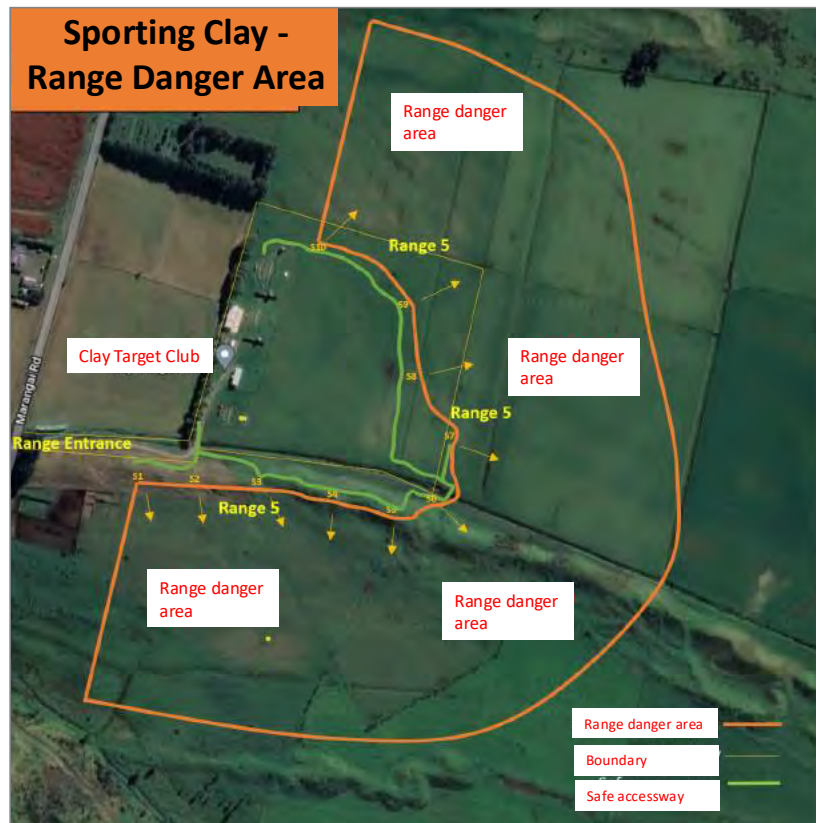 Sporting Clay -
Range Danger Area
Range danger
area
S10
Range 5
S9
Clay Target Club
Range danger
area
S8
Marangai Rd
Range 5
S7
Range Entrance
S1
S2
S3
S6
S4
Range 5
S5
Range danger
area
Range danger
area
Range danger area
Boundary
Safe accessway